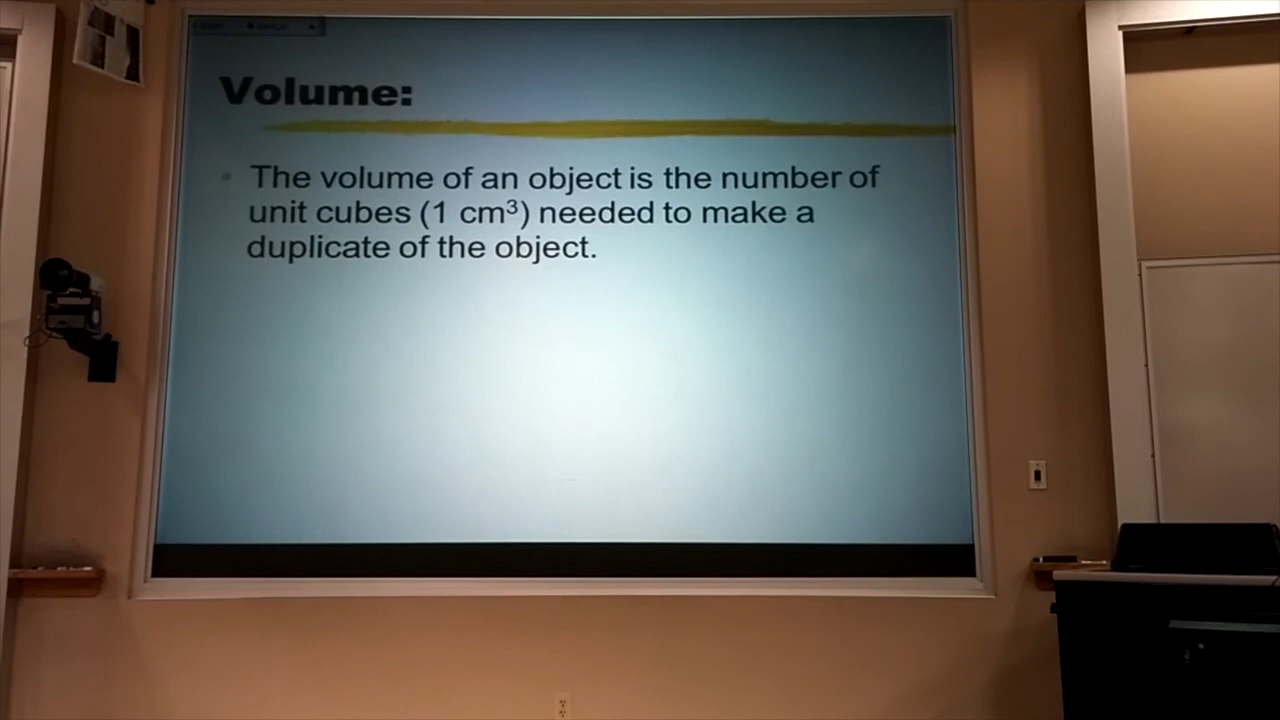 Volume:
• The volume of an object is the number of
unit cubes (1 cm³) needed to make a
duplicate of the object.